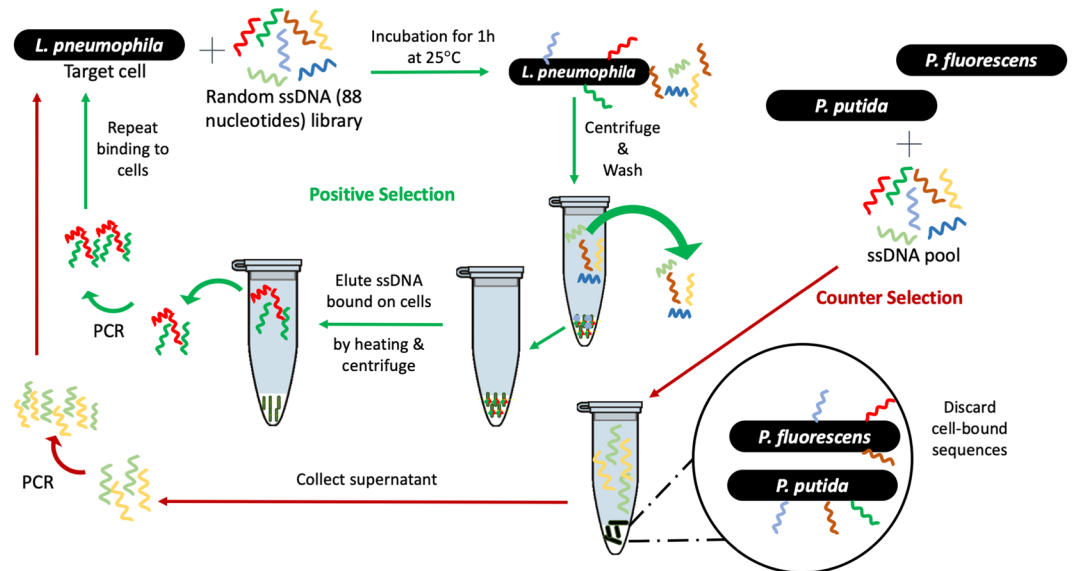 L. pneumophila
Target cell
Random ssDNA (88
nucleotides) library
Incubation for 1h
at 25°C
L. pneumophila
P. fluorescens
P. putida
ssDNA pool
Centrifuge
&
Wash
Repeat
binding to
cells
Positive Selection
Counter Selection
Elute ssDNA
bound on cells
by heating &
centrifuge
PCR
Discard
cell-bound
sequences
P. fluorescens
P. putida
Collect supernatant
PCR